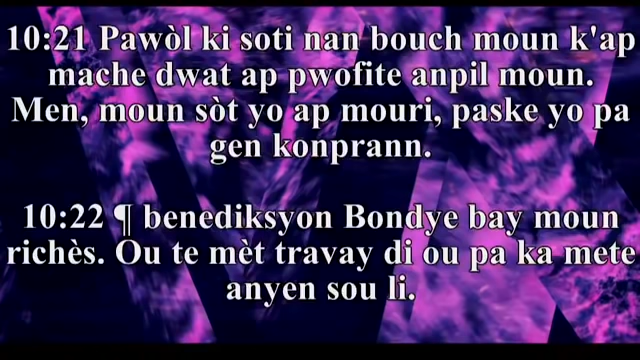 10:21 Pawòl ki soti nan bouch moun k'ap
mache dwat ap pwofite anpil moun.
Men, moun sòt yo ap mouri, paske yo pa
gen konprann.
10:22 ¶ benediksyon Bondye bay moun
richès. Ou te mèt travay di ou pa ka mete
anyen sou li.